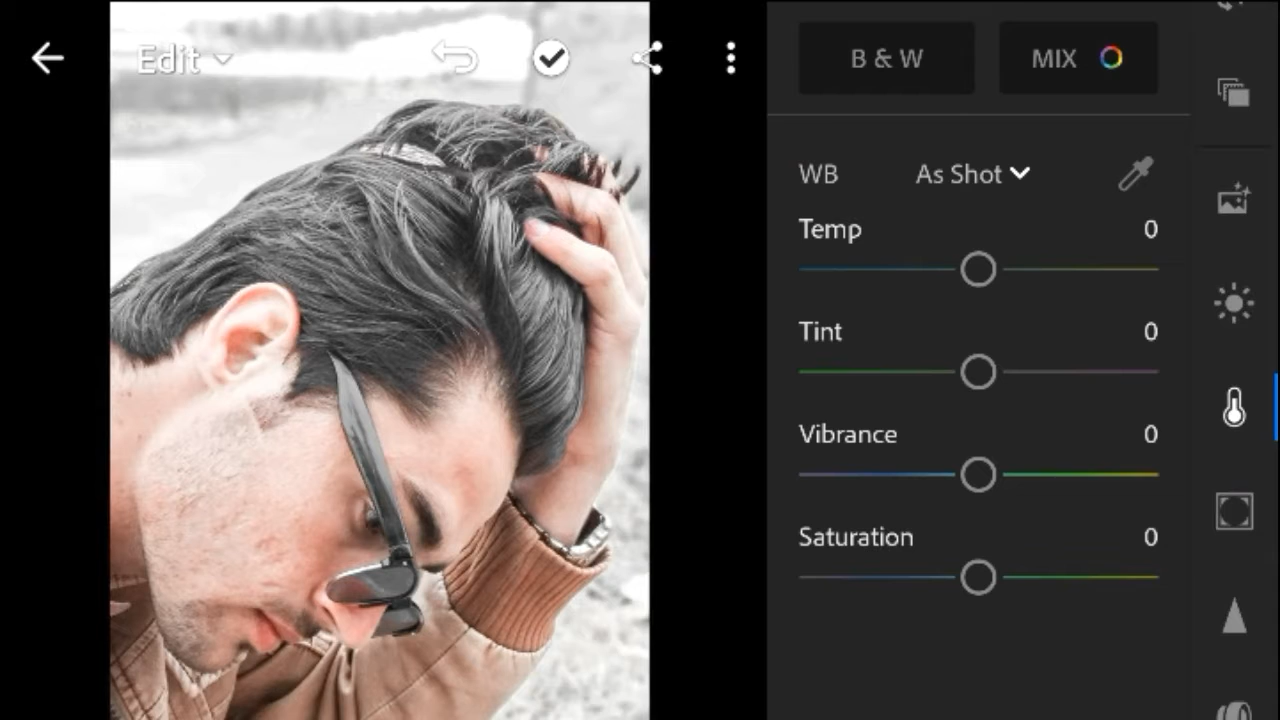 Edit
B & W
MIX
WB As Shot
Temp 0
Tint 0
Vibrance 0
Saturation 0